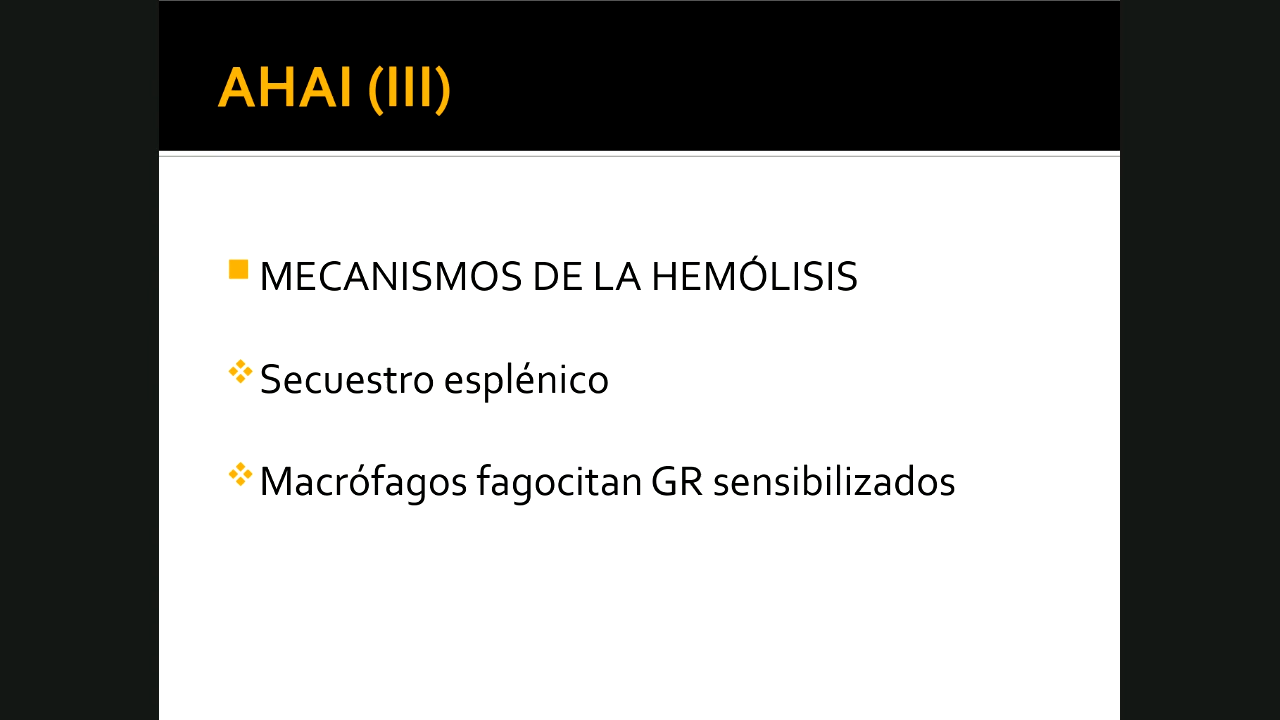 AHAI (III)
MECANISMOS DE LA HEMÓLISIS
Secuestro esplénico
Macrófagos fagocitan GR sensibilizados